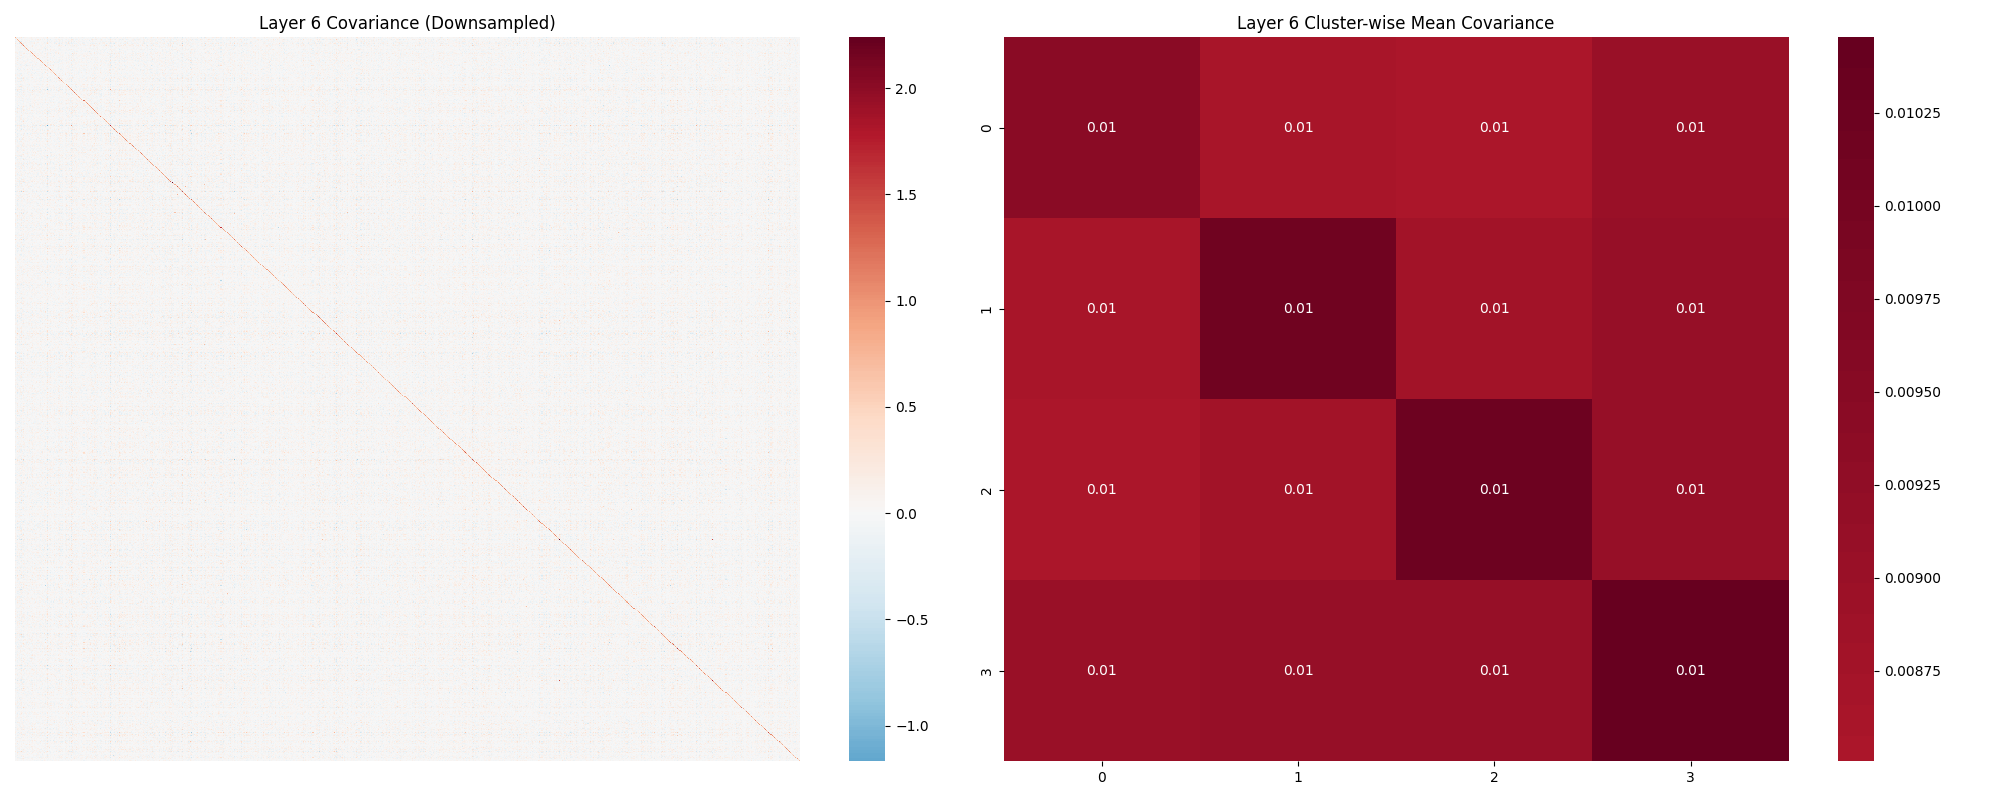 Layer 6 Covariance (Downsampled)
2.0
1.5
1.0
0.5
0.0
−0.5
−1.0
Layer 6 Cluster-wise Mean Covariance
0 0.01 0.01 0.01 0.01
1 0.01 0.01 0.01 0.01
2 0.01 0.01 0.01 0.01
3 0.01 0.01 0.01 0.01
0 1 2 3
0.01025
0.01000
0.00975
0.00950
0.00925
0.00900
0.00875